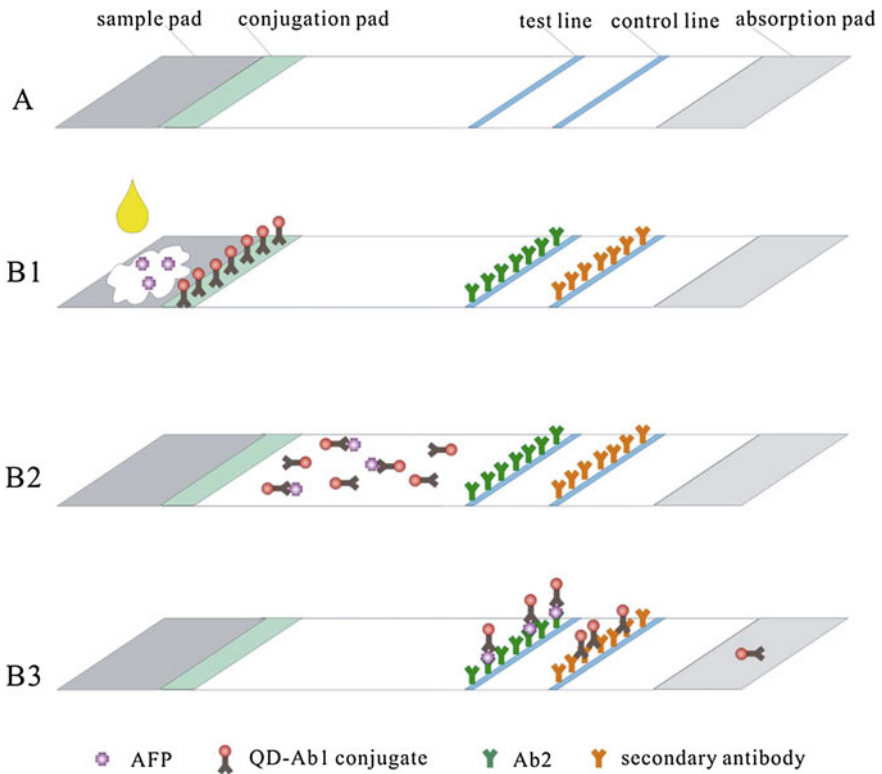 sample pad conjugation pad test line control line absorption pad
A
B1
B2
B3
AFP QD-Ab1 conjugate Ab2 secondary antibody